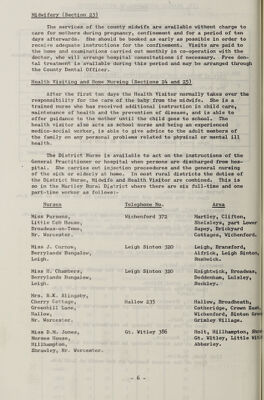 Midwifery (Section 23)
The services of the county midwife are available without charge to
care for mothers during pregnancy, confinement and for a period of ten
days afterwards. She should be booked as early as possible in order to
receive adequate instructions for the confinement. Visits are paid to
the home and examinations carried out monthly in co-operation with the
doctor, who will arrange hospital consultations if necessary. Free den-
tal treatment is available during this period and may be arranged through
the County Dental Officer.
Health Visiting and Home Nursing (Sections 24 and 25)
After the first ten days the Health Visitor normally takes over the
responsibility for the care of the baby from the midwife. She is a
trained nurse who has received additional instruction in child care,
maintenance of health and the prevention of disease, and is able to
offer guidance to the mother until the child goes to school. The
health visitor also acts as school nurse and being an experienced
medico-social worker, is able to give advice to the adult members of
the family on any personal problems related to physical or mental ill
health.
The District Nurse is available to act on the instructions of the
General Practitioner or hospital when persons are discharged from hos-
pital. She carries out injection procedures and the general nursing
of the sick or elderly at home. In most rural districts the duties of
the District Nurse, Midwife and Health Visitor are combined. This is
so in the Martley Rural District where there are six full-time and one
part-time worker as follows:-
Nurses Telephone No. Area
Miss Parsons, Wichenford 372 Martley, Clifton,
Little Cob House, Shelsleys, part Lower
Broadwas-on-Teme, Sapey, Bridyard
Nr. Worcester. Cottages, Wichenford.
Miss J. Curnow, Leigh Sinton 320 Leigh, Bransford,
Berrylands Bungalow, Alfrick, Leigh Sinton,
Leigh. Suckley.
Miss H. Chambers, Leigh Sinton 320 Knightwick, Broadwas,
Berrylands Bungalow, Doddenham, Lulsley,
Leigh.
Mrs. R.K. Slingsby,
Cherry Cottage, Hallow 235 Hallow, Broadheath,
Greenhill Lane, Cotheridge, Crown East,
Hallow, Wichenford, Sinton Green
Nr. Worcester. Grimley Village.
Miss D.M. Jones, Gt. Witley 386 Holt, Hillhampton,
Nurses House, Gt. Witley, Little
Hillhampton, Abberley.
Shrawley, Nr. Worcester.
- 6 -